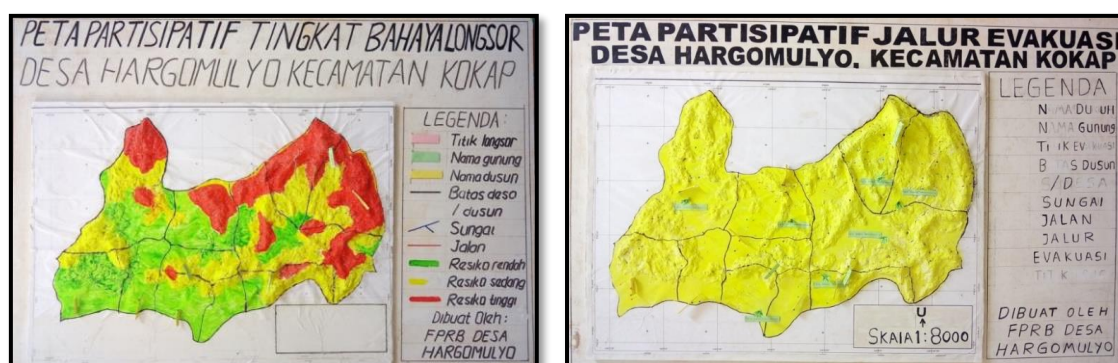 PETA PARTISIPATIF TINGKAT BAHAYA LONGSOR
DESA HARGOMULYO KECAMATAN KOKAP
LEGENDA:
Titik longsor
Nama gunung
Nama dusun
Batas deso
/ dusun
Sungai
Jalan
Resiko rendah
Resiko sedang
Resiko tinggi
Dibuat Oleh:
FPRB DESA
HARGOMULYO
PETA PARTISIPATIF JALUR EVAKUASI
DESA HARGOMULYO. KECAMATAN KOKAP
LEGENDA
Gunung
Dusun
SUNGAI
JALAN
JALUR
EVAKUASI
DIBUAT OLEH
FPRB DESA
HARGOMULYO
U
SKALA 1:8000